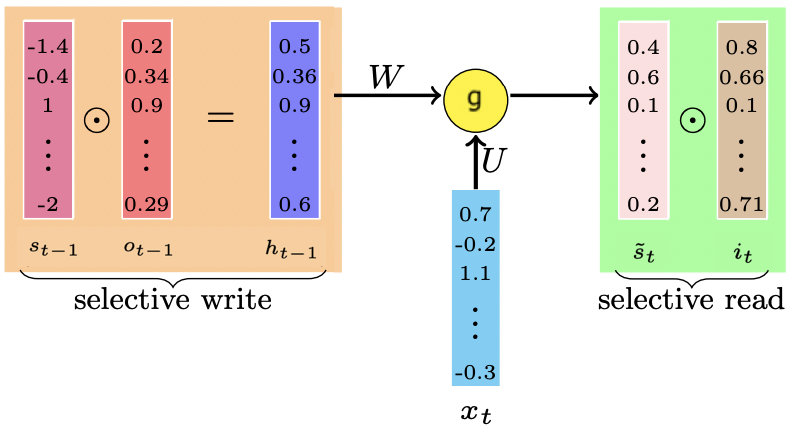 -1.4 0.2 0.5 W g 0.4 0.8
-0.4 0.34 0.36 0.6 0.66
1 ⊙ 0.9 = 0.9 0.1 ⊙ 0.1
⋮ ⋮ ⋮ U ⋮ ⋮
-2 0.29 0.6 0.2 0.71
s_{t-1} o_{t-1} h_{t-1} s̃_t i_t
selective write
selective read
0.7
-0.2
1.1
⋮
-0.3
x_t